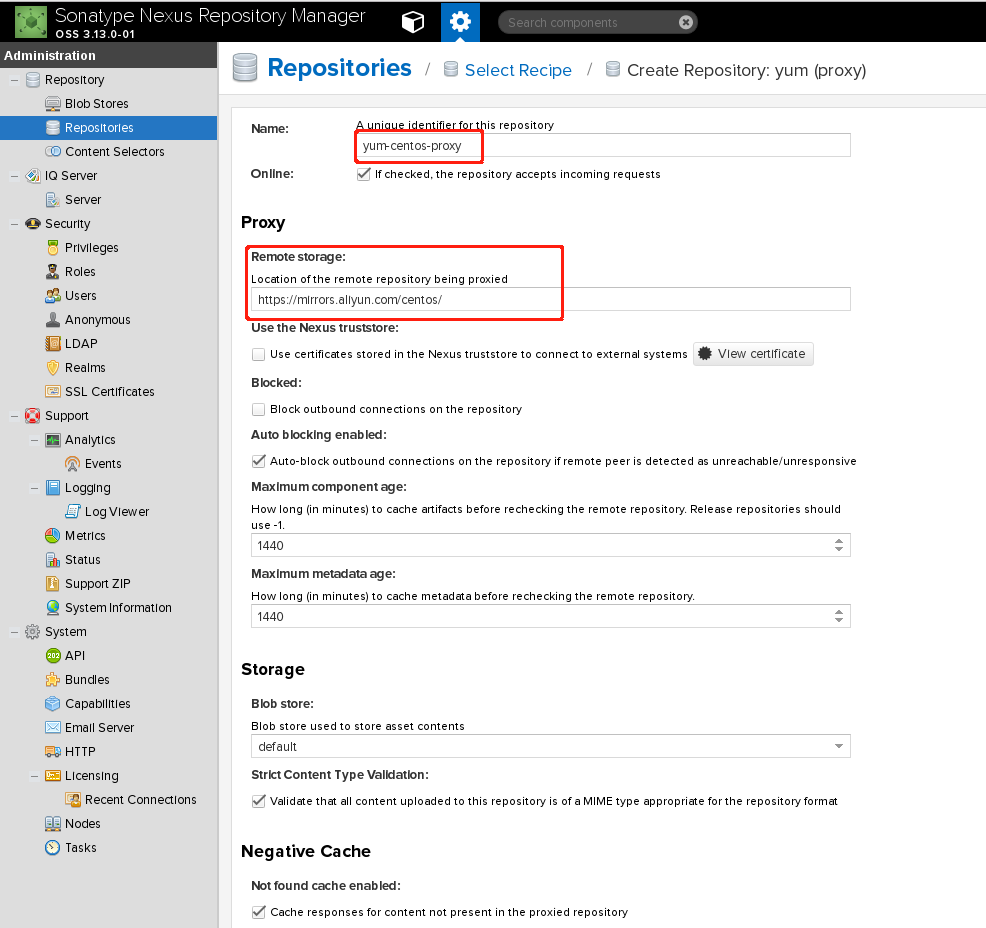 Sonatype Nexus Repository Manager
OSS 3.13.0-01
Search components
Administration
Repository
Blob Stores
Repositories
Content Selectors
IQ Server
Server
Security
Privileges
Roles
Users
Anonymous
LDAP
Realms
SSL Certificates
Support
Analytics
Events
Logging
Log Viewer
Metrics
Status
Support ZIP
System Information
System
202
API
Bundles
Capabilities
Email Server
HTTP
Licensing
Recent Connections
Nodes
Tasks
Repositories / Select Recipe / Create Repository: yum (proxy)
Name:
A unique identifier for this repository
yum-centos-proxy
Online:
If checked, the repository accepts incoming requests
Proxy
Remote storage:
Location of the remote repository being proxied
https://mirrors.aliyun.com/centos/
Use the Nexus truststore:
Use certificates stored in the Nexus truststore to connect to external systems
View certificate
Blocked:
Block outbound connections on the repository
Auto blocking enabled:
Auto-block outbound connections on the repository if remote peer is detected as unreachable/unresponsive
Maximum component age:
How long (in minutes) to cache artifacts before rechecking the remote repository. Release repositories should
use -1.
1440
Maximum metadata age:
How long (in minutes) to cache metadata before rechecking the remote repository.
1440
Storage
Blob store:
Blob store used to store asset contents
default
Strict Content Type Validation:
Validate that all content uploaded to this repository is of a MIME type appropriate for the repository format
Negative Cache
Not found cache enabled:
Cache responses for content not present in the proxied repository